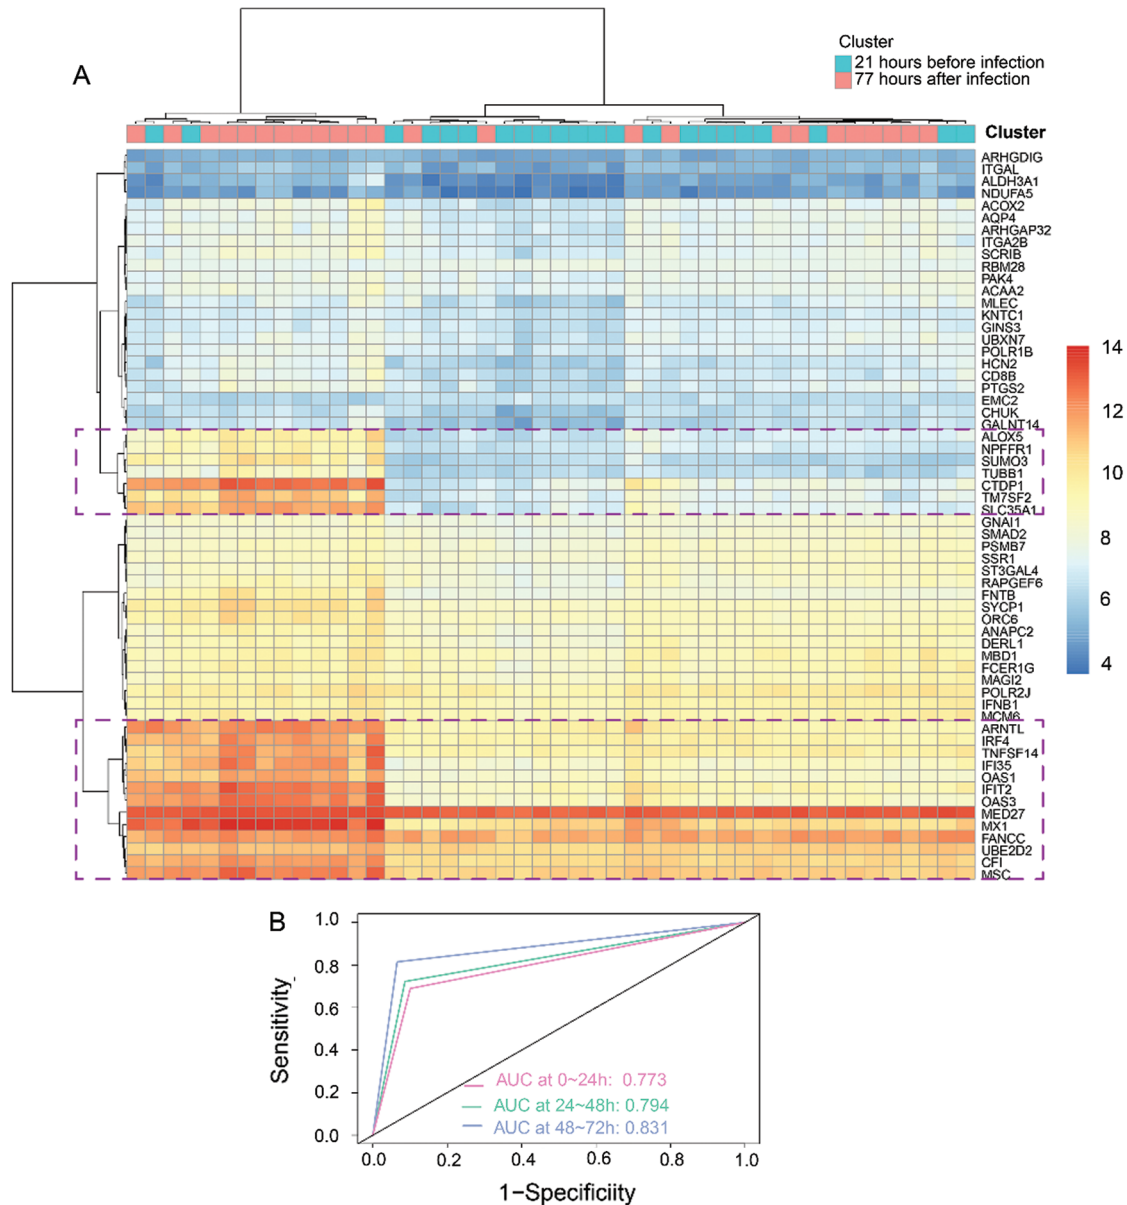 A
Cluster
21 hours before infection
77 hours after infection
Cluster
ARHGDIG
ITGAL
ALDH3A1
NDUFA5
ACOX2
AQP4
ARHGAP32
ITGA2B
SCRIB
RBM28
PAK4
ACAA2
MLEC
KNTC1
GINS3
UBXN7
POLR1B
HCN2
CD8B
PTGS2
EMC2
CHUK
GALNT14
ALOX5
NPFFR1
SUMO3
TUBB1
CTDP1
TM7SF2
SLC35A1
GNAI1
SMAD2
PSMB7
SSR1
ST3GAL4
RAPGEF6
FNTB
SYCP1
ORC6
ANAPC2
DERL1
MBD1
FCER1G
MAGI2
POLR2J
IFNB1
MCM6
ARNTL
IRF4
TNFSF14
IFI35
OAS1
IFIT2
OAS3
MED27
MX1
FANCC
UBE2D2
CFI
MSC
14
12
10
8
6
4
B
1.0
0.8
0.6
0.4
0.2
0.0
Sensitivity
AUC at 0~24h: 0.773
AUC at 24~48h: 0.794
AUC at 48~72h: 0.831
0.0 0.2 0.4 0.6 0.8 1.0
1−Specificiity